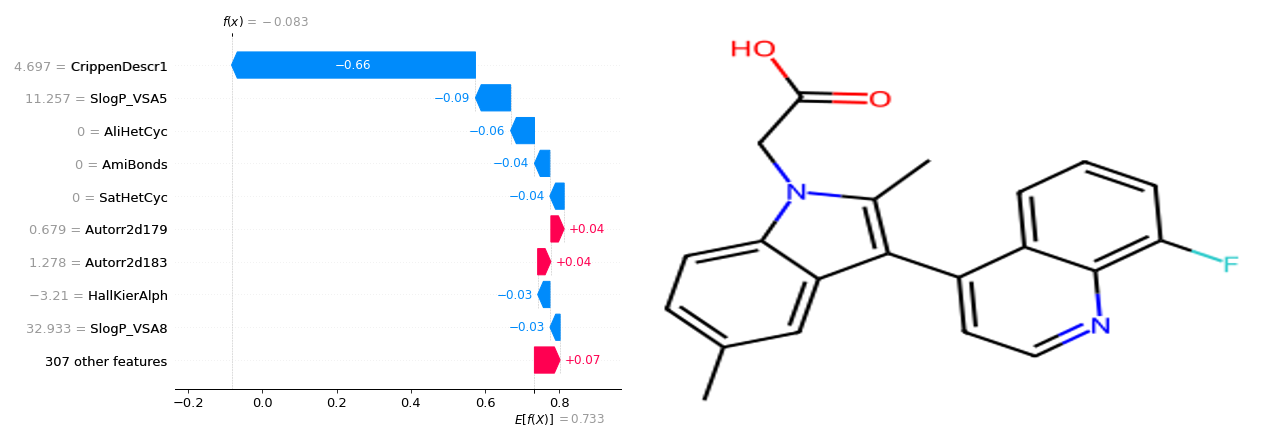 f(x) = −0.083
4.697 = CrippenDescr1
−0.66
11.257 = SlogP_VSA5
−0.09
0 = AliHetCyc
−0.06
0 = AmiBonds
−0.04
0 = SatHetCyc
−0.04
0.679 = Autorr2d179
+0.04
1.278 = Autorr2d183
+0.04
−3.21 = HallKierAlph
−0.03
32.933 = SlogP_VSA8
−0.03
307 other features
+0.07
−0.2 0.0 0.2 0.4 0.6 0.8
E[f(X)] = 0.733
HO
O
N
F
N